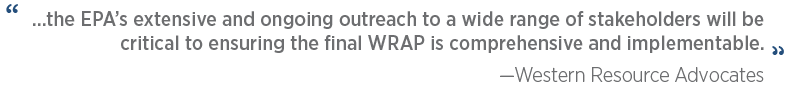 “ ...the EPA’s extensive and ongoing outreach to a wide range of stakeholders will be
critical to ensuring the final WRAP is comprehensive and implementable. ”
—Western Resource Advocates